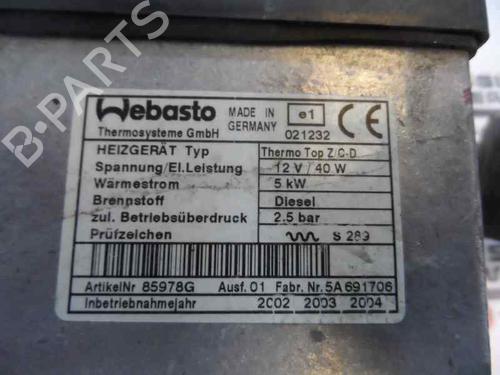 Webasto
Thermosysteme GmbH
MADE IN GERMANY
e1
021232
CE
HEIZGERÄT Typ Thermo Top Z/C-D
Spannung/El.Leistung 12 V / 40 W
Wärmestrom 5 kW
Brennstoff Diesel
zul. Betriebsüberdruck 2.5 bar
Prüfzeichen S 289
ArtikelNr 85978G Ausf. 01 Fabr. Nr. 5A 691706
Inbetriebnahmejahr 2002 2003 2004